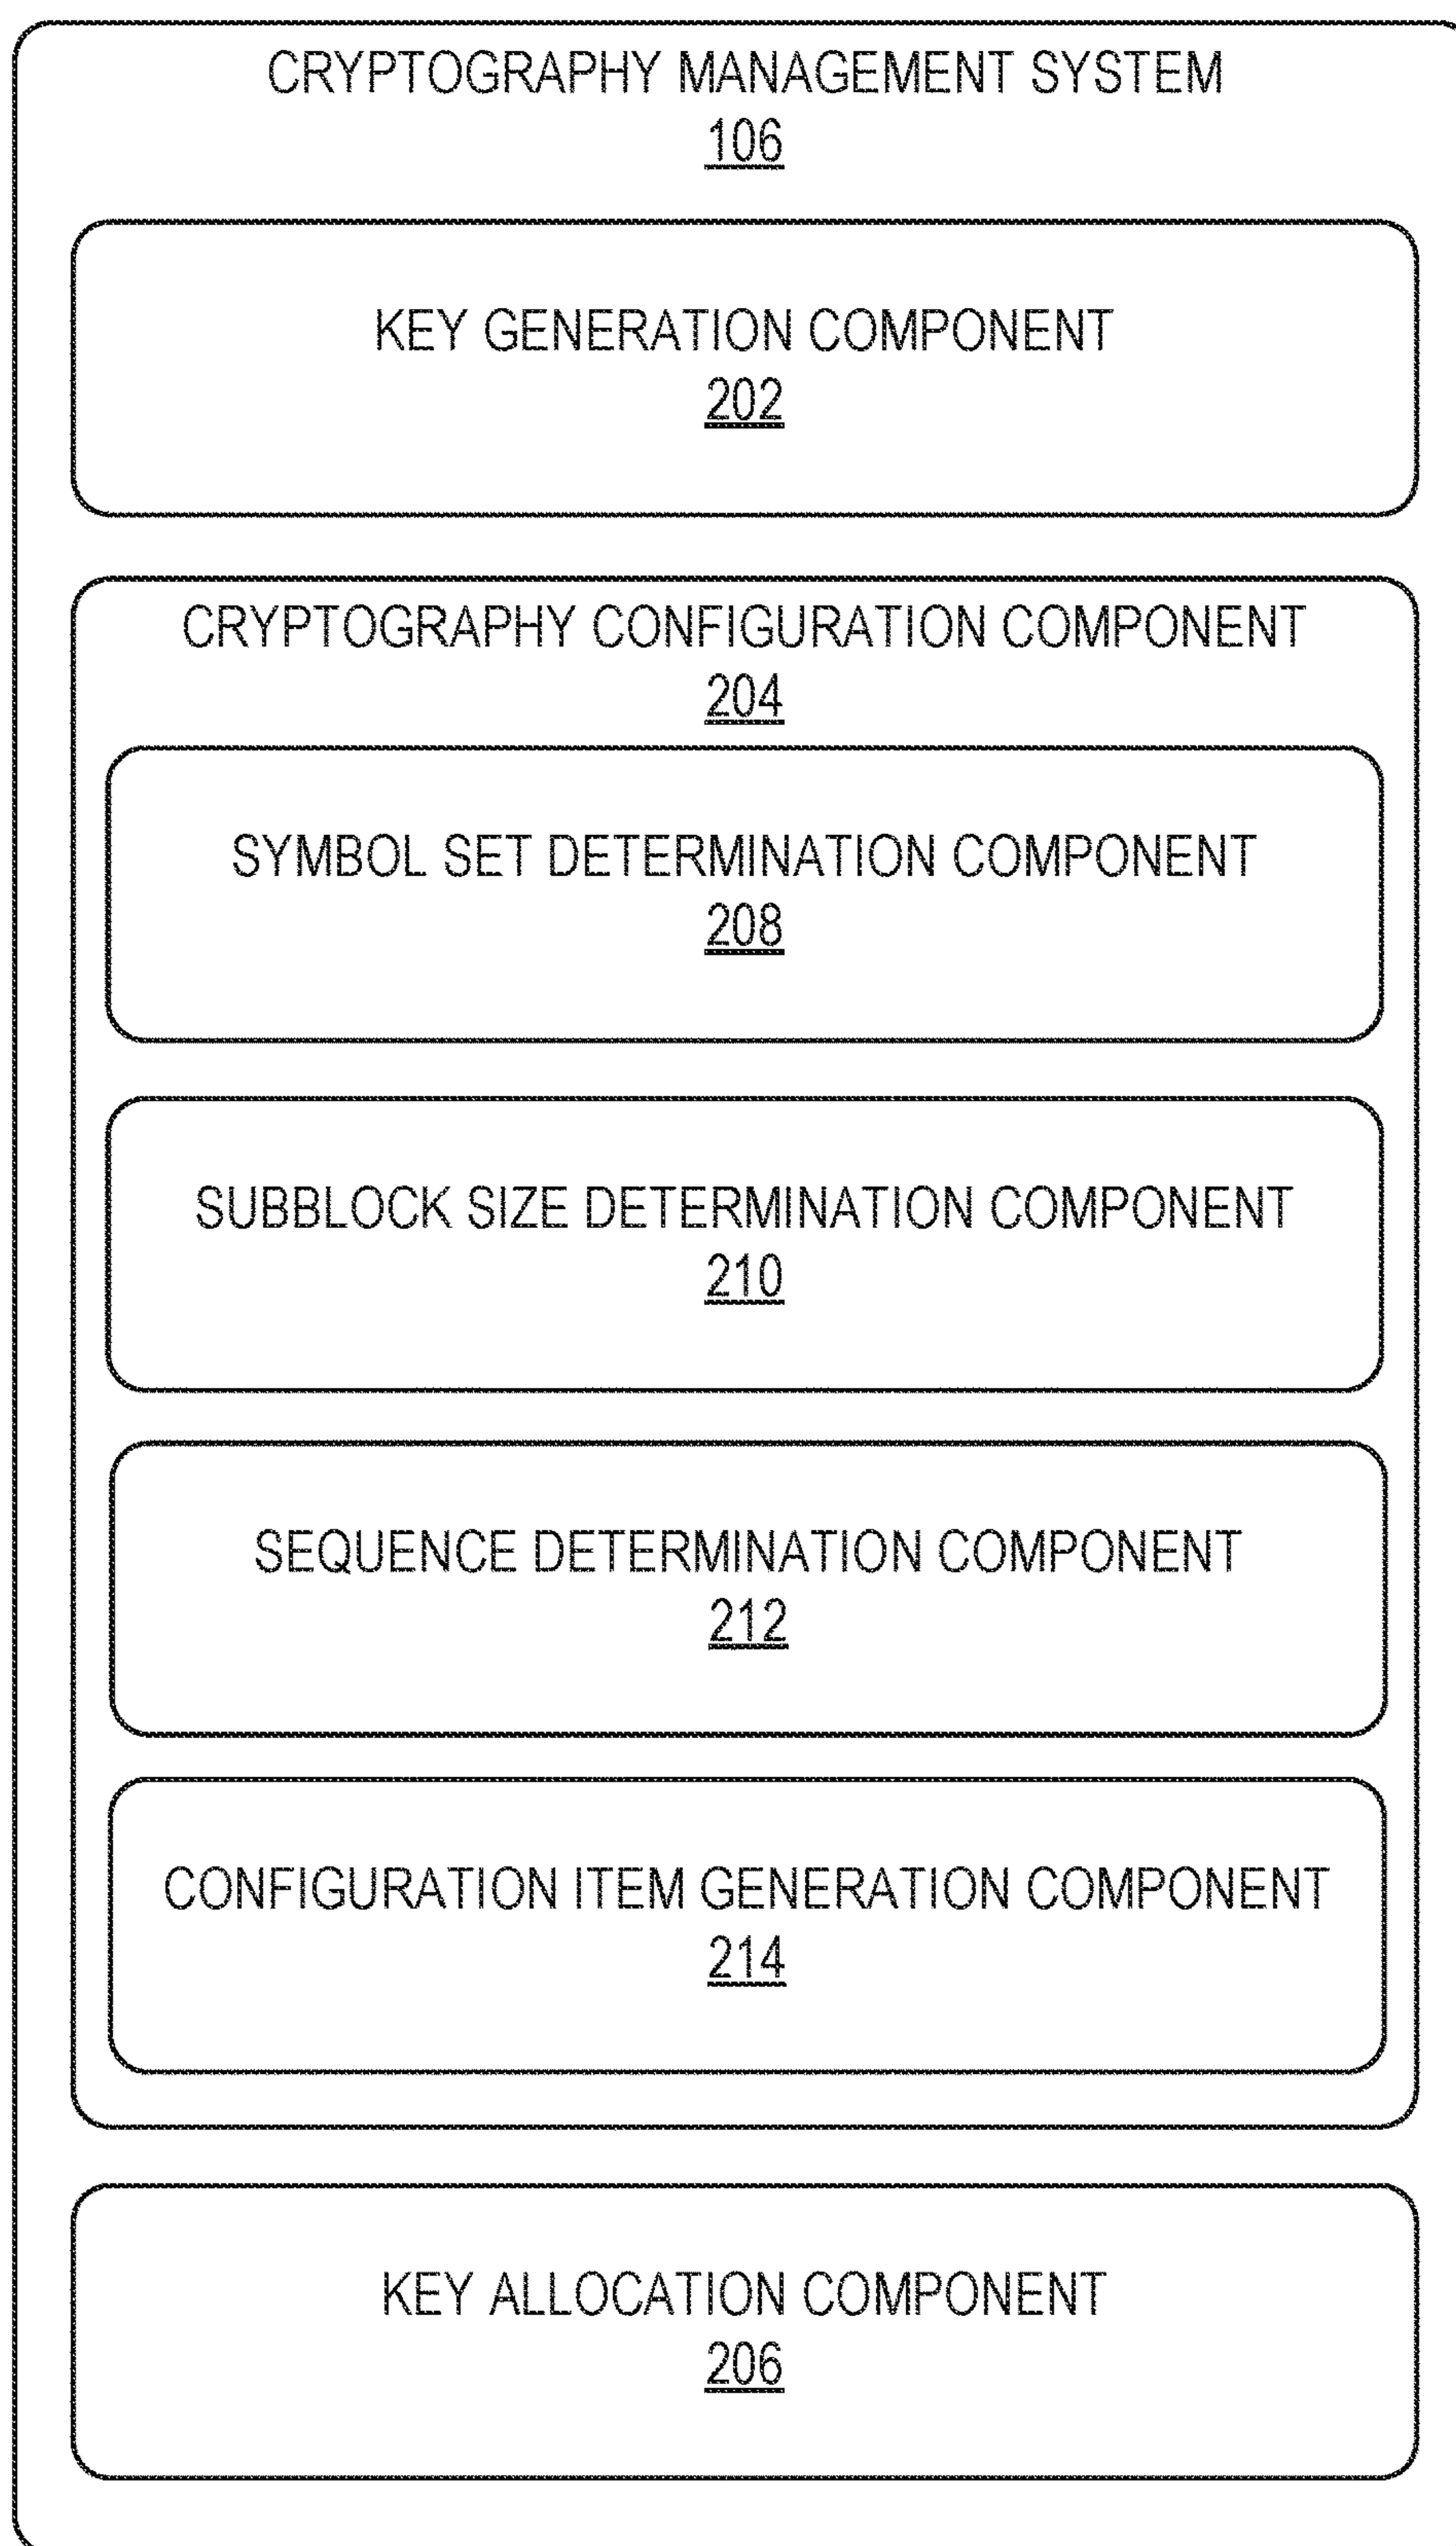 CRYPTOGRAPHY MANAGEMENT SYSTEM
106
KEY GENERATION COMPONENT
202
CRYPTOGRAPHY CONFIGURATION COMPONENT
204
SYMBOL SET DETERMINATION COMPONENT
208
SUBBLOCK SIZE DETERMINATION COMPONENT
210
SEQUENCE DETERMINATION COMPONENT
212
CONFIGURATION ITEM GENERATION COMPONENT
214
KEY ALLOCATION COMPONENT
206